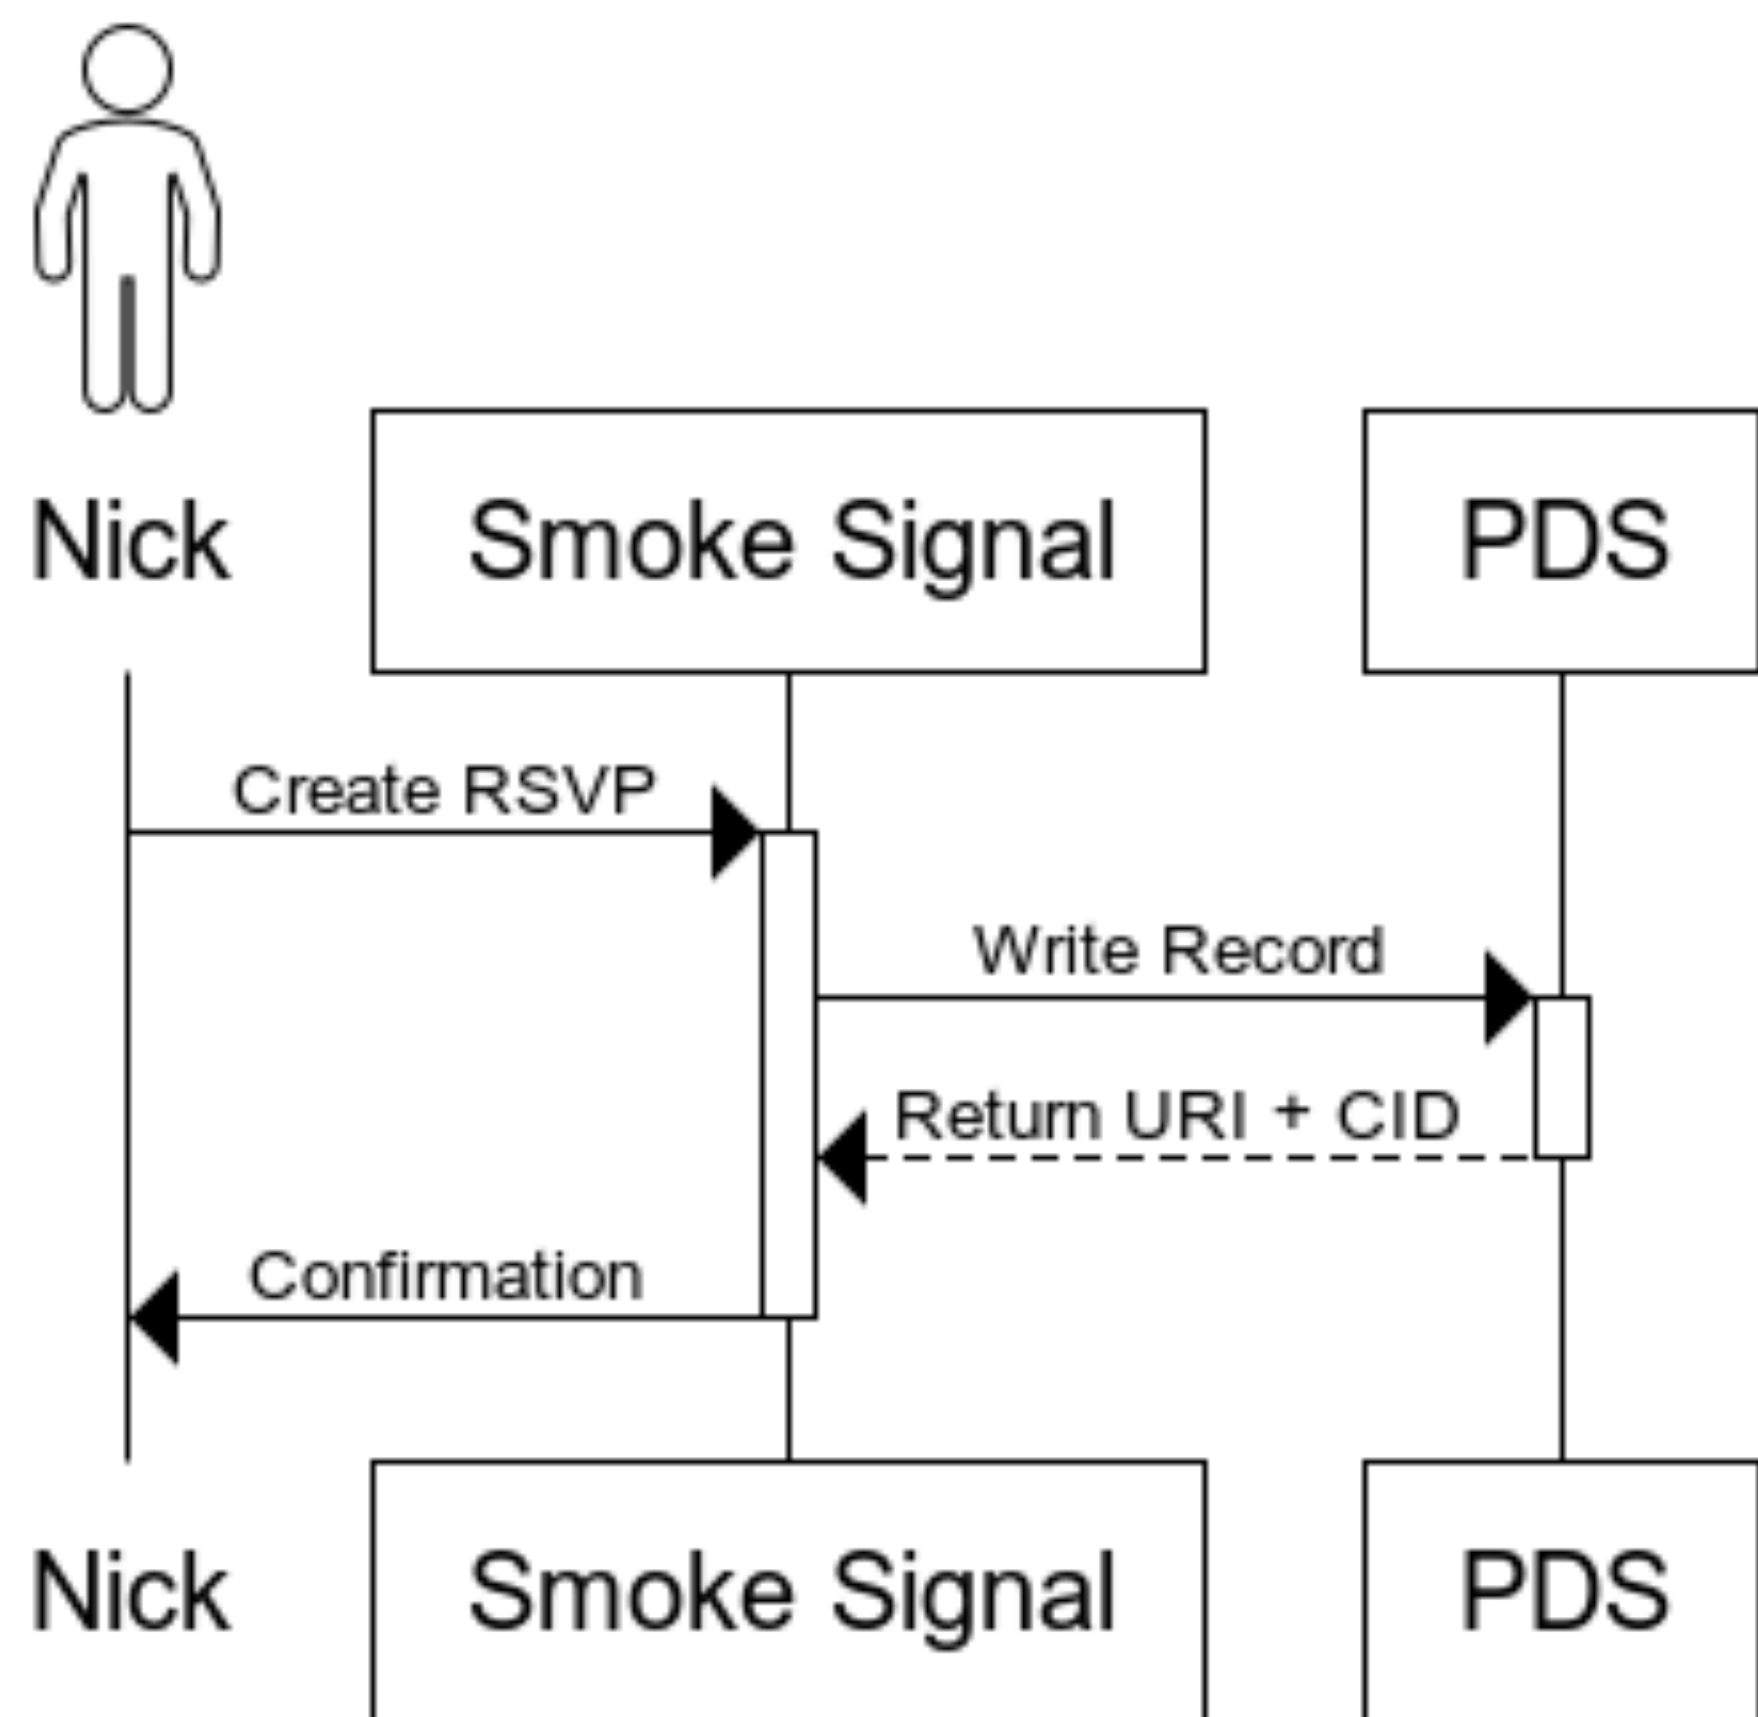 Nick
Smoke Signal
PDS
Create RSVP
Write Record
Return URI + CID
Confirmation
Nick
Smoke Signal
PDS